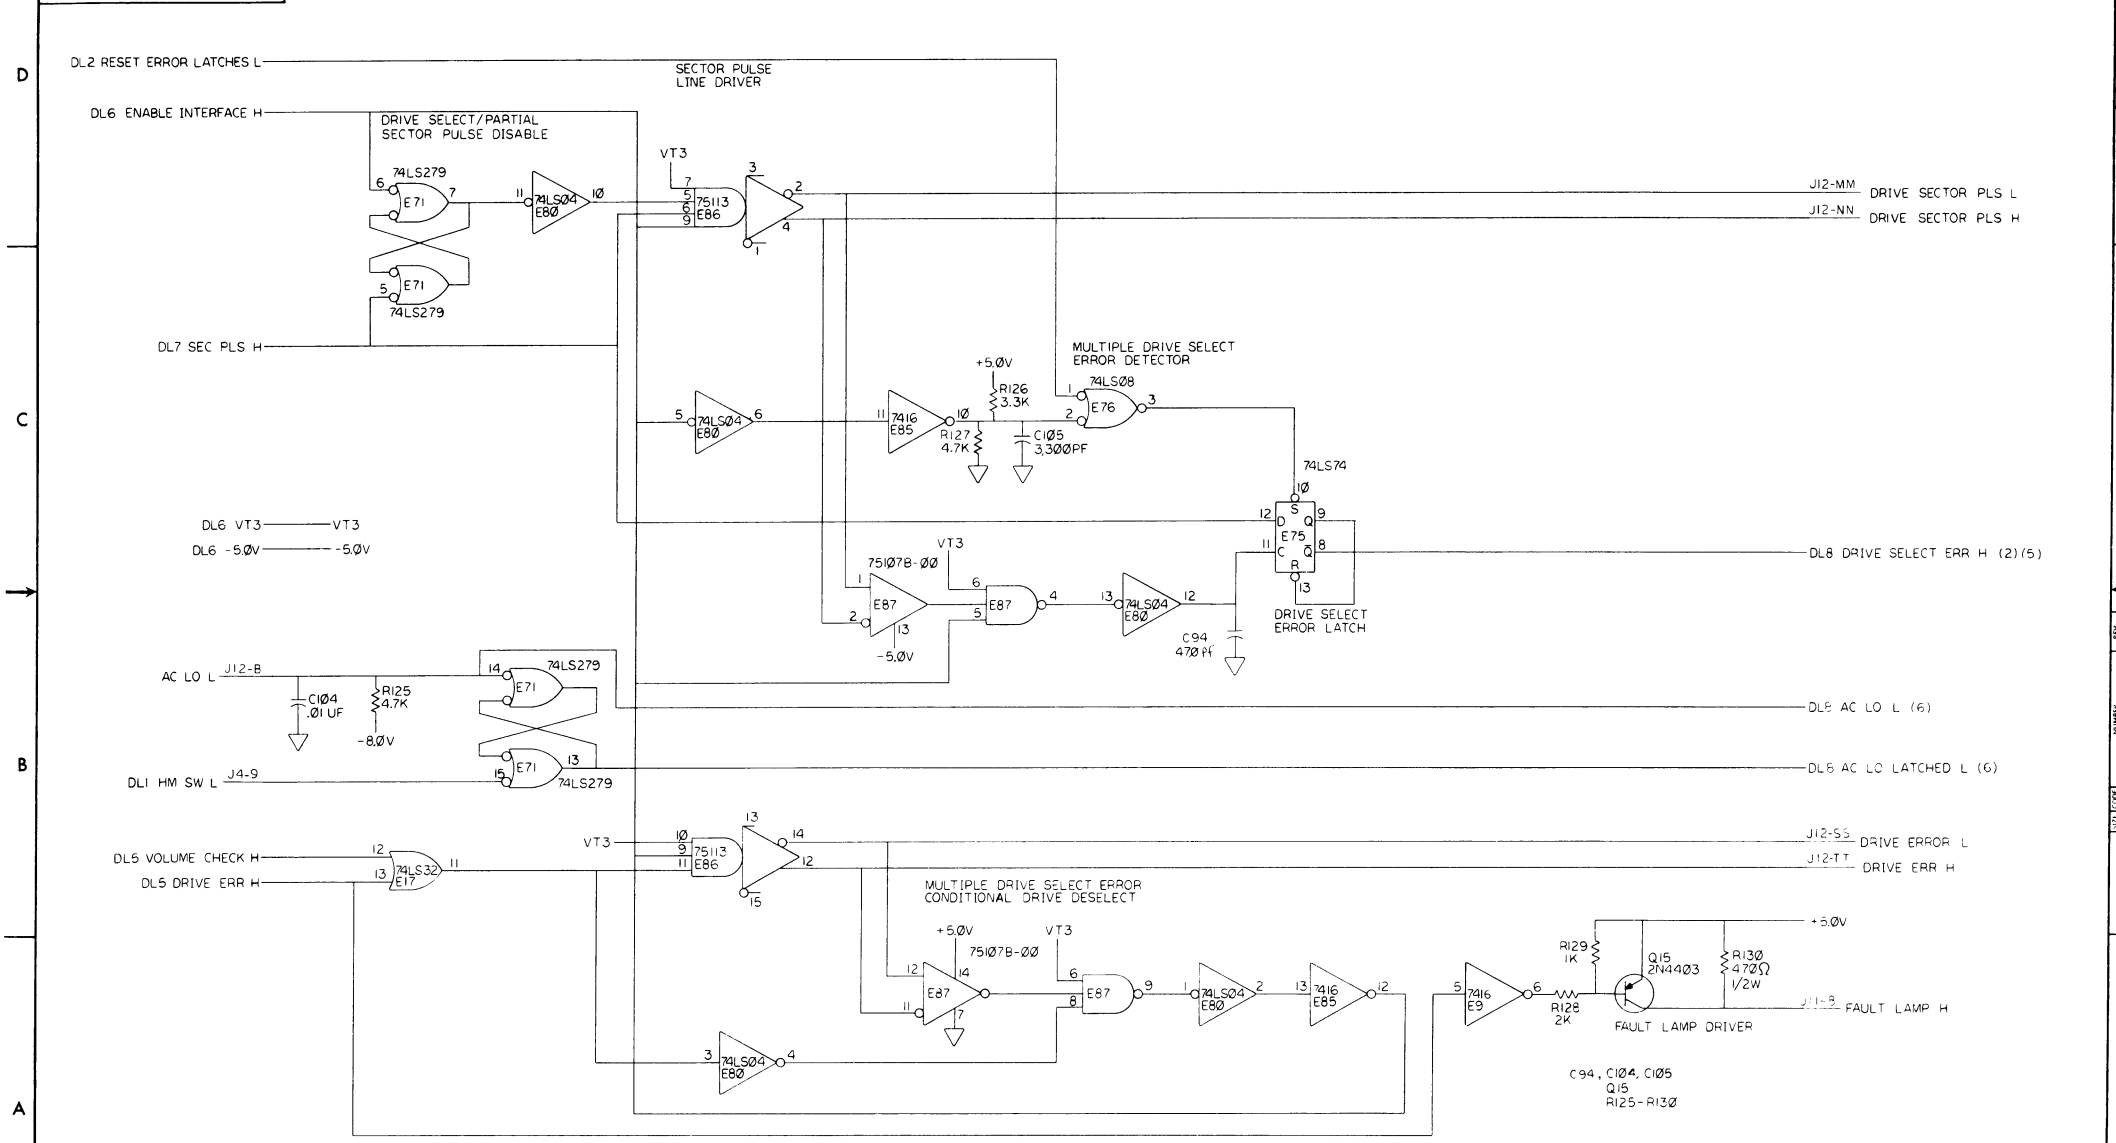 D
DL2 RESET ERROR LATCHES L
SECTOR PULSE
LINE DRIVER
DL6 ENABLE INTERFACE H
DRIVE SELECT/PARTIAL
SECTOR PULSE DISABLE
VT3
3
74LS279
6
7
E71
11
74LSØ4
E8Ø
1Ø
7
5
6
9
75113
E86
2
4
1
J12-MM
DRIVE SECTOR PLS L
J12-NN
DRIVE SECTOR PLS H
5
E71
74LS279
DL7 SEC PLS H
MULTIPLE DRIVE SELECT
ERROR DETECTOR
+5.ØV
R126
3.3K
74LSØ8
1
2
E76
3
C
5
74LSØ4
E8Ø
6
11
7416
E85
1Ø
R127
4.7K
C1Ø5
3,3ØØPF
74LS74
1Ø
S
12
D
Q
9
E75
11
C
Q̅
8
R
13
DL6 VT3
VT3
DL6 -5.ØV
-5.ØV
DL8 DRIVE SELECT ERR H (2)(5)
VT3
751Ø7B-ØØ
1
2
E87
13
-5.ØV
6
5
E87
4
13
74LSØ4
E8Ø
12
C94
47Ø Pf
DRIVE SELECT
ERROR LATCH
AC LO L
J12-B
C1Ø4
.Ø1 UF
R125
4.7K
-8.ØV
14
74LS279
E71
DL8 AC LO L (6)
B
DL1 HM SW L
J4-9
15
E71
13
74LS279
DL8 AC LO LATCHED L (6)
VT3
13
1Ø
9
11
75113
E86
14
12
15
J12-SS
DRIVE ERROR L
J12-TT
DRIVE ERR H
DL5 VOLUME CHECK H
DL5 DRIVE ERR H
12
13
74LS32
E17
11
MULTIPLE DRIVE SELECT ERROR
CONDITIONAL DRIVE DESELECT
+5.ØV
751Ø7B-ØØ
VT3
12
11
14
E87
7
6
8
E87
9
1
74LSØ4
E8Ø
2
13
7416
E85
12
3
74LSØ4
E8Ø
4
5
7416
E9
6
R128
2K
R129
1K
Q15
2N44Ø3
R13Ø
47ØΩ
1/2W
+5.ØV
J11-8
FAULT LAMP H
FAULT LAMP DRIVER
C94, C1Ø4, C1Ø5
Q15
R125-R13Ø
A